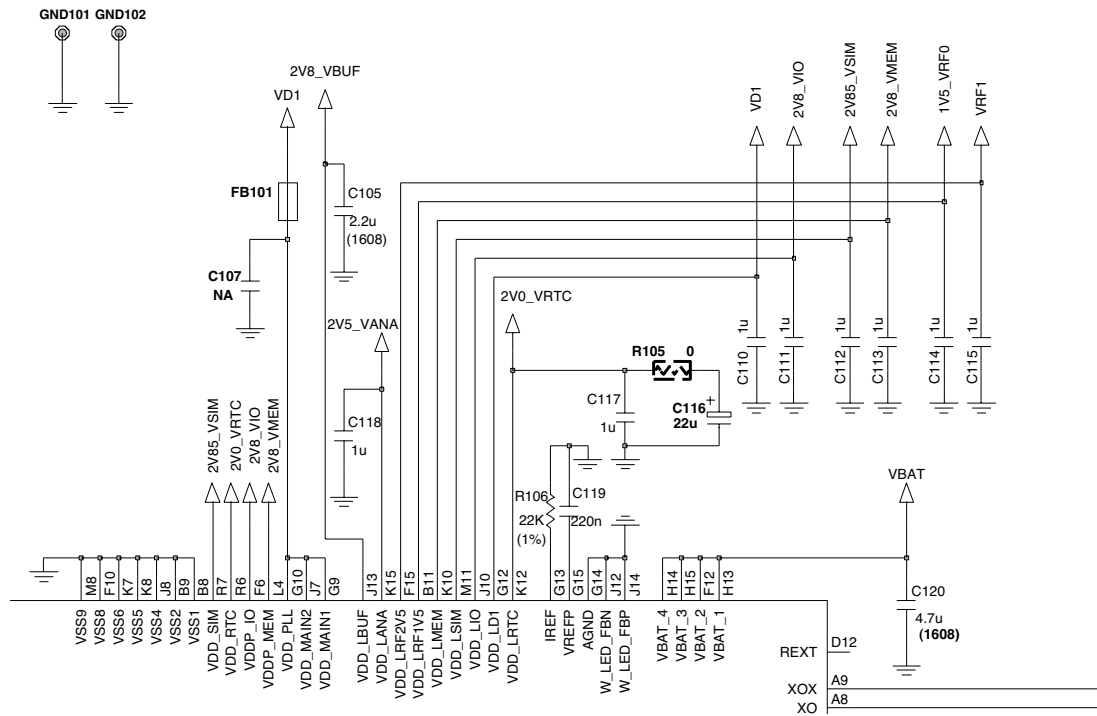 GND101 GND102
2V8_VBUF
VD1
VD1
2V8_VIO
2V85_VSIM
2V8_VMEM
1V5_VRF0
VRF1
FB101
C105
2.2u
(1608)
C107
NA
2V5_VANA
2V0_VRTC
R105 0
C110 1u
C111 1u
C112 1u
C113 1u
C114 1u
C115 1u
C118
1u
C117
1u
+
C116
22u
2V85_VSIM
2V0_VRTC
2V8_VIO
2V8_VMEM
R106
22K
(1%)
C119
220n
VBAT
C120
4.7u
(1608)
M8
F10
K7
K8
J8
B9
B8
R7
R6
F6
L4
G10
J7
G9
J13
K15
F15
B11
K10
M11
J10
G12
K12
G13
G15
G14
J12
J14
H14
H15
F12
H13
VSS9
VSS8
VSS6
VSS5
VSS4
VSS2
VSS1
VDD_SIM
VDD_RTC
VDDP_IO
VDDP_MEM
VDD_PLL
VDD_MAIN2
VDD_MAIN1
VDD_LBUF
VDD_LANA
VDD_LRF2V5
VDD_LRF1V5
VDD_LMEM
VDD_LSIM
VDD_LIO
VDD_LD1
VDD_LRTC
IREF
VREFP
AGND
W_LED_FBN
W_LED_FBP
VBAT_4
VBAT_3
VBAT_2
VBAT_1
REXT D12
XOX A9
XO A8